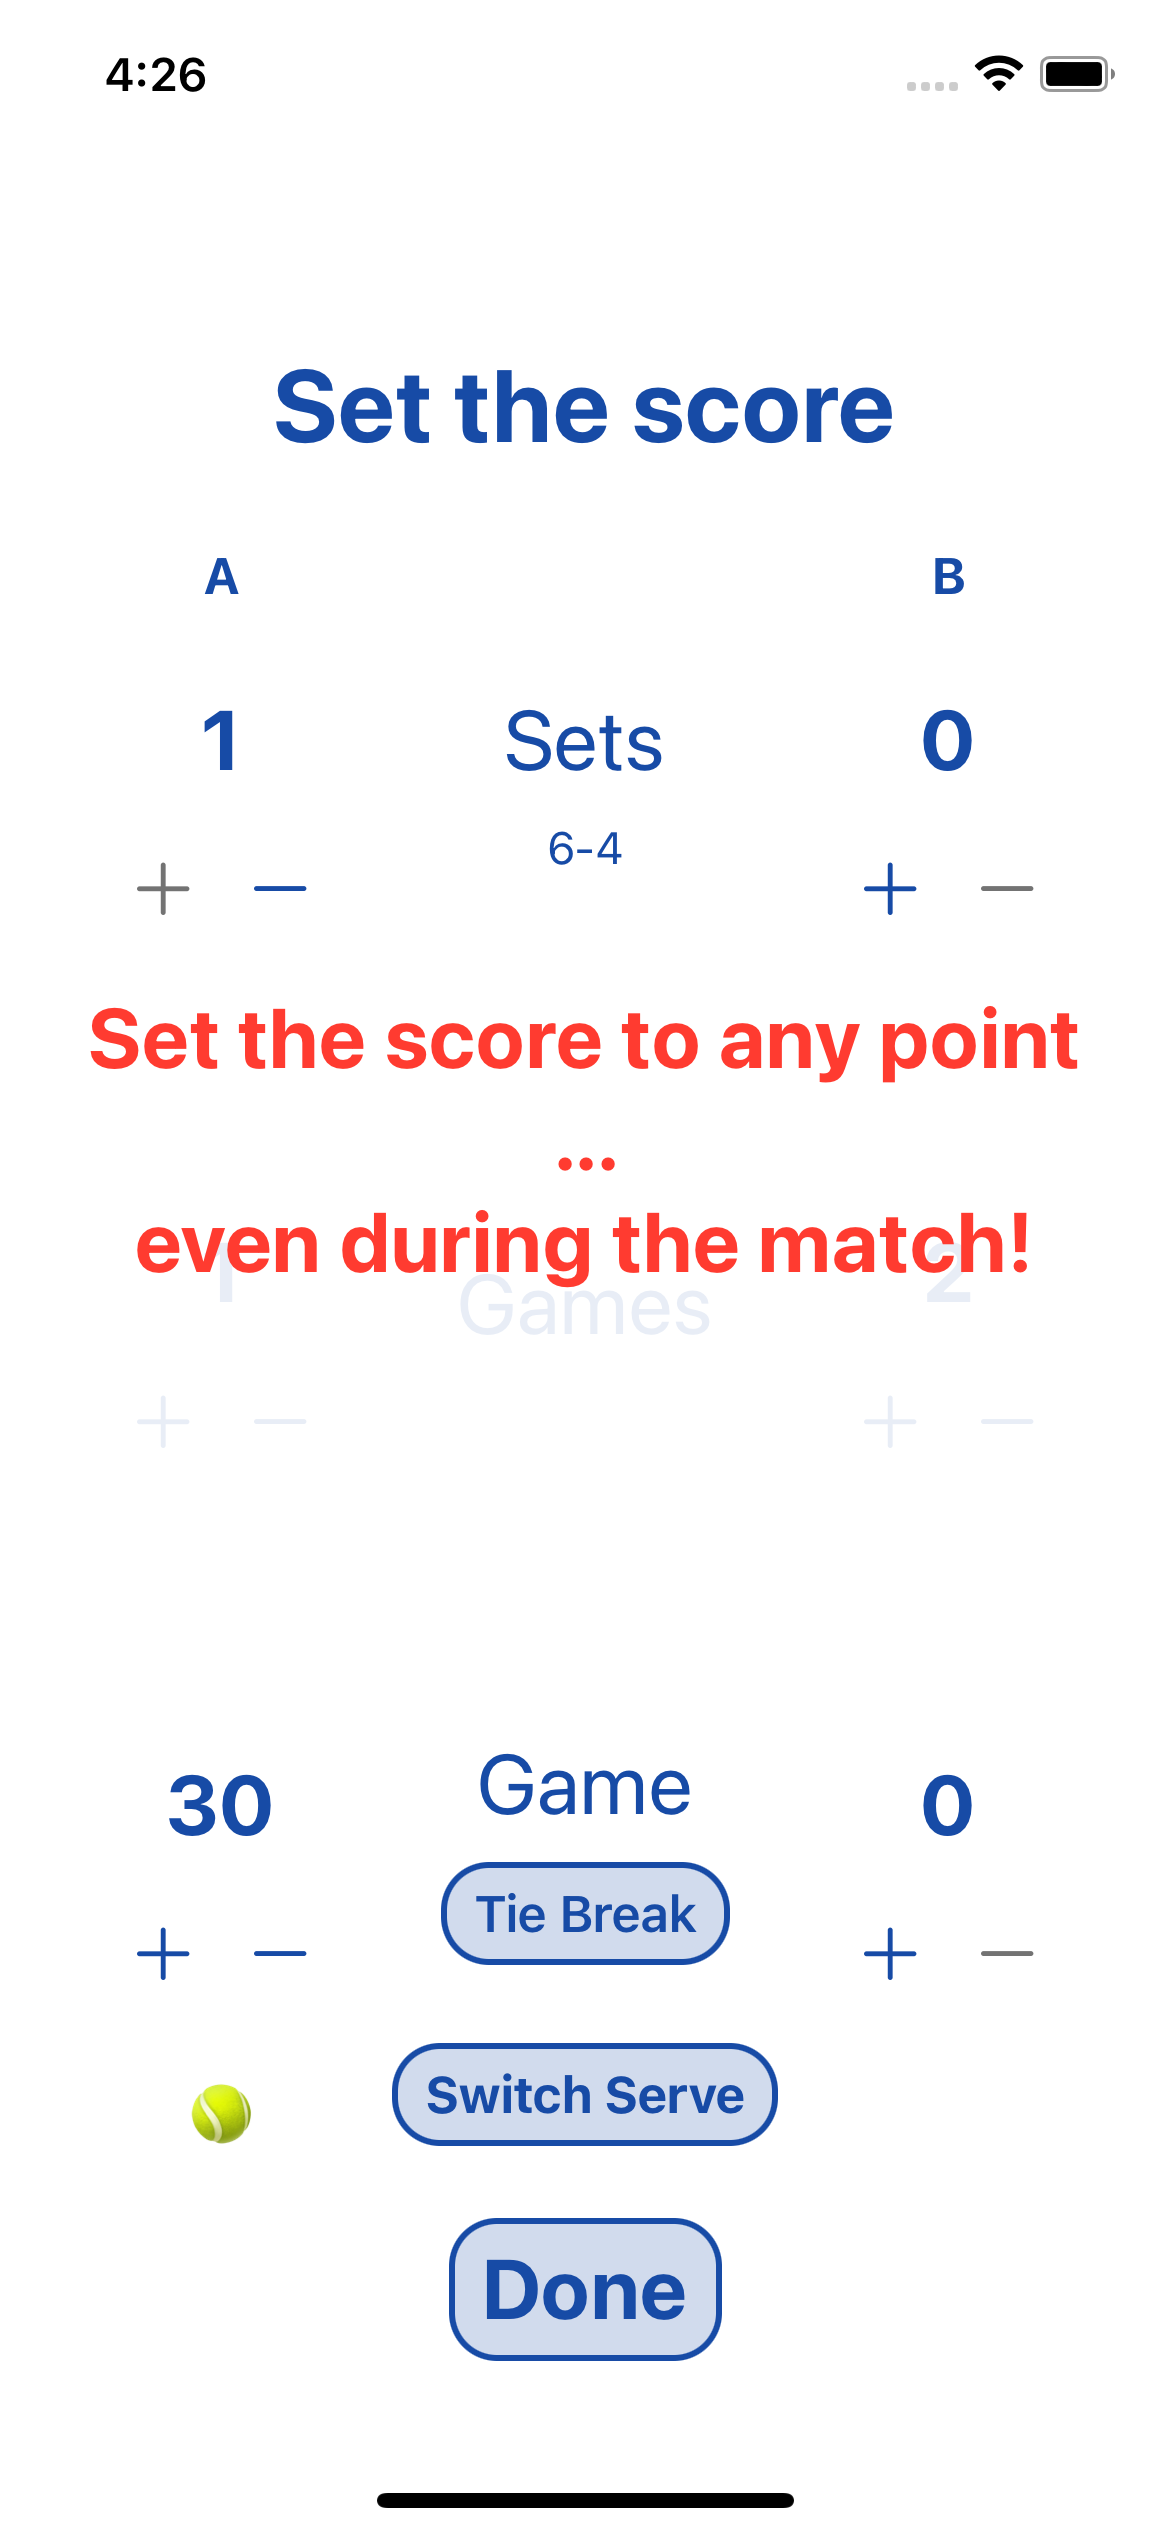 4:26
Set the score
A B
1 Sets 0
6-4
Set the score to any point
...
even during the match!
1 Games 2
30 Game 0
Tie Break
Switch Serve
Done